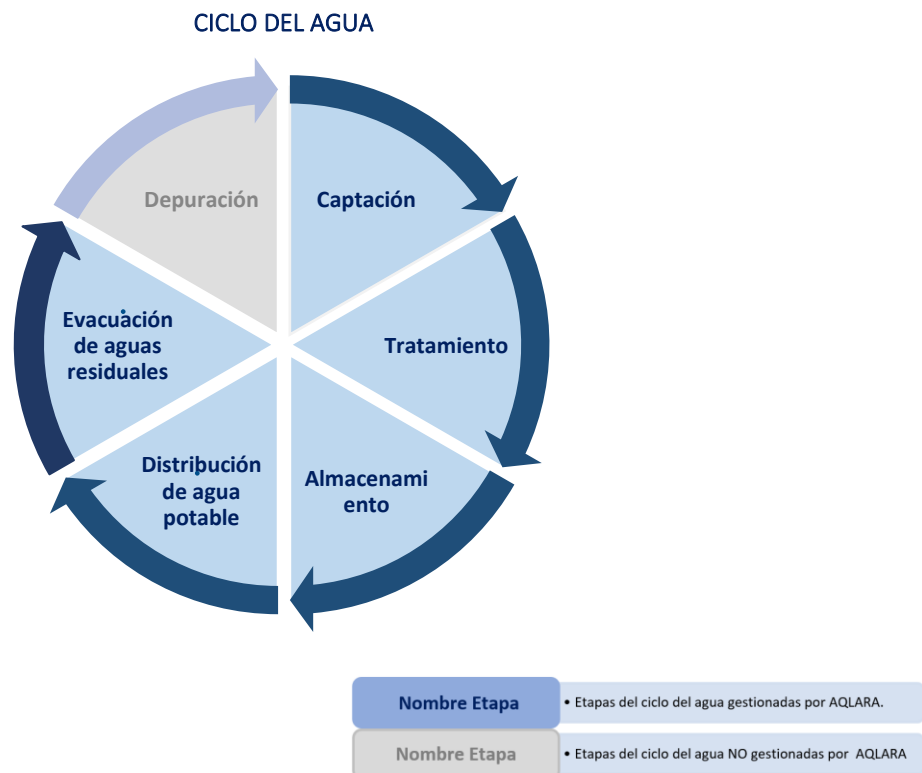 CICLO DEL AGUA
Depuración
Captación
Evacuación
de aguas
residuales
Tratamiento
Distribución
de agua
potable
Almacenami
ento
Nombre Etapa
• Etapas del ciclo del agua gestionadas por AQLARA.
Nombre Etapa
• Etapas del ciclo del agua NO gestionadas por AQLARA